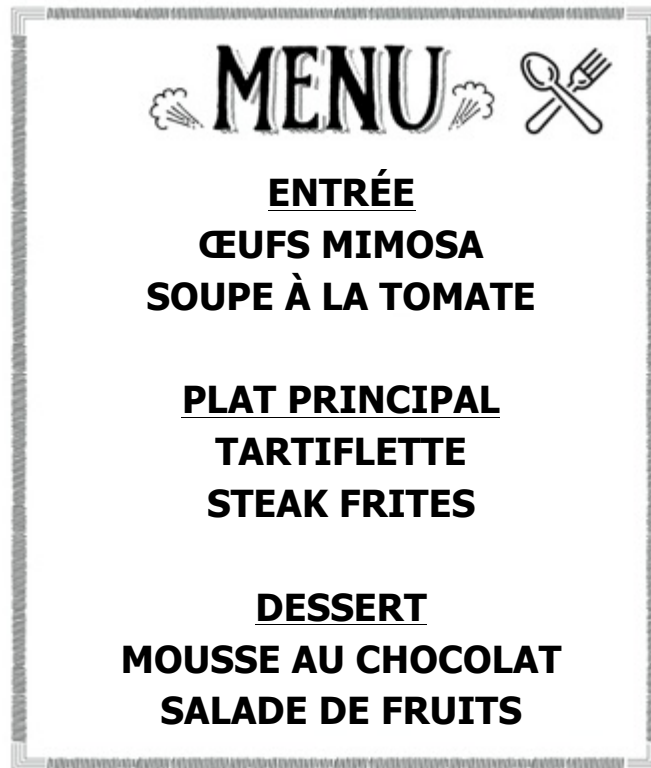 MENU
ENTRÉE
ŒUFS MIMOSA
SOUPE À LA TOMATE
PLAT PRINCIPAL
TARTIFLETTE
STEAK FRITES
DESSERT
MOUSSE AU CHOCOLAT
SALADE DE FRUITS